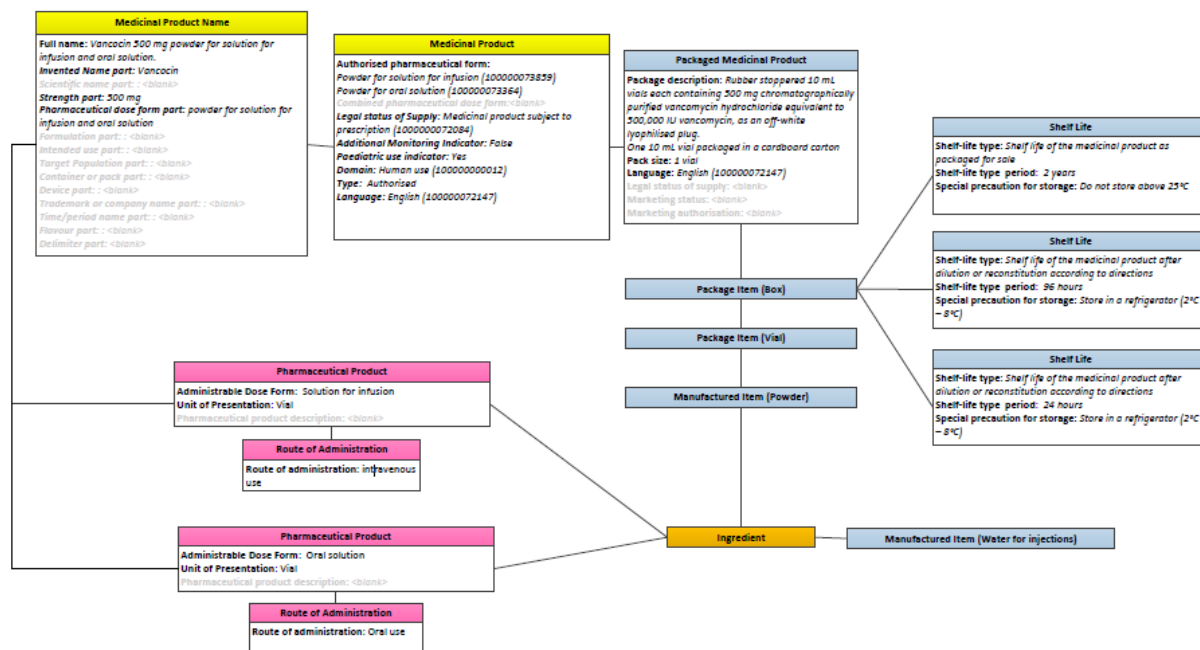 Medicinal Product Name
Full name: Vancocin 500 mg powder for solution for
infusion and oral solution.
Invented Name part: Vancocin
Scientific name part: : <blank>
Strength part: 500 mg
Pharmaceutical dose form part: powder for solution for
infusion and oral solution
Formulation part: : <blank>
Intended use part: : <blank>
Target Population part: : <blank>
Container or pack part: : <blank>
Device part: : <blank>
Trademark or company name part: : <blank>
Time/period name part: : <blank>
Flavour part: : <blank>
Delimiter part: : <blank>
Medicinal Product
Authorised pharmaceutical form:
Powder for solution for infusion (100000073859)
Powder for oral solution (100000073364)
Combined pharmaceutical dose form:<blank>
Legal status of Supply: Medicinal product subject to
prescription (1000000072084)
Additional Monitoring Indicator: False
Paediatric use indicator: Yes
Domain: Human use (100000000012)
Type: Authorised
Language: English (100000072147)
Packaged Medicinal Product
Package description: Rubber stoppered 10 mL
vials each containing 500 mg chromatographically
purified vancomycin hydrochloride equivalent to
500,000 IU vancomycin, as an off-white
lyophilised plug.
One 10 mL vial packaged in a cardboard carton
Pack size: 1 vial
Language: English (100000072147)
Legal status of supply: <blank>
Marketing status: <blank>
Marketing authorisation: <blank>
Shelf Life
Shelf-life type: Shelf life of the medicinal product as
packaged for sale
Shelf-life type period: 2 years
Special precaution for storage: Do not store above 25ºC
Shelf Life
Shelf-life type: Shelf life of the medicinal product after
dilution or reconstitution according to directions
Shelf-life type period: 96 hours
Special precaution for storage: Store in a refrigerator (2ºC
– 8ºC)
Shelf Life
Shelf-life type: Shelf life of the medicinal product after
dilution or reconstitution according to directions
Shelf-life type period: 24 hours
Special precaution for storage: Store in a refrigerator (2ºC
– 8ºC)
Package Item (Box)
Package Item (Vial)
Manufactured Item (Powder)
Pharmaceutical Product
Administrable Dose Form: Solution for infusion
Unit of Presentation: Vial
Pharmaceutical product description: <blank>
Route of Administration
Route of administration: intravenous
use
Pharmaceutical Product
Administrable Dose Form: Oral solution
Unit of Presentation: Vial
Pharmaceutical product description: <blank>
Route of Administration
Route of administration: Oral use
Ingredient
Manufactured Item (Water for injections)